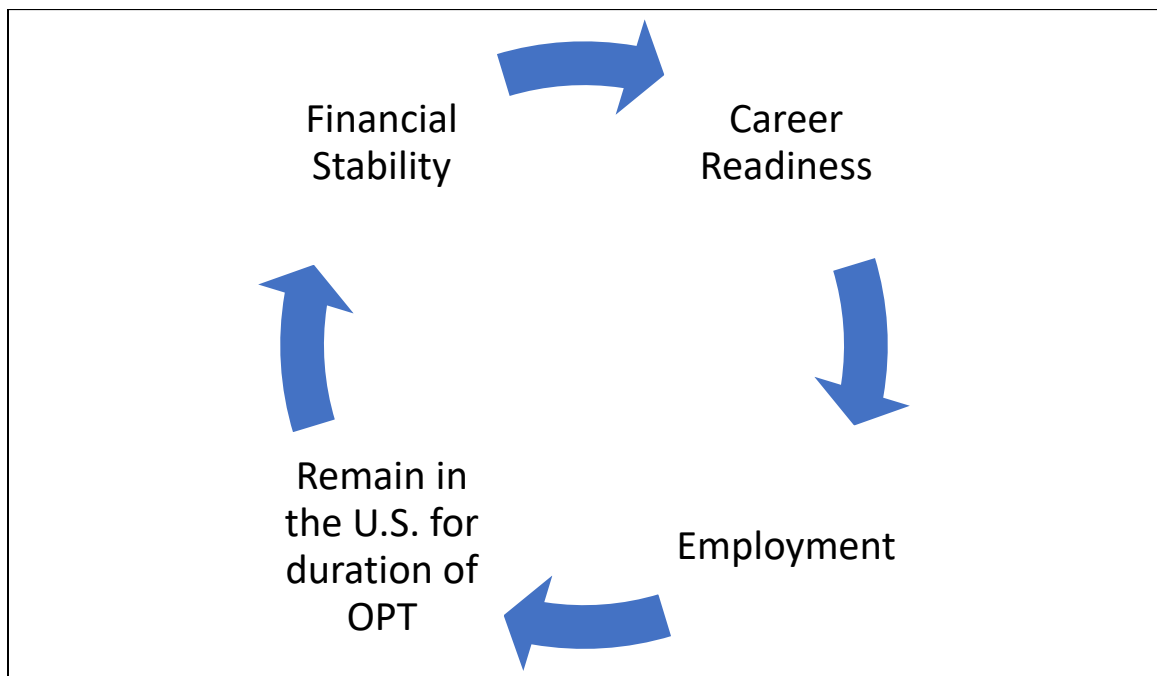 Financial
Stability
Career
Readiness
Employment
Remain in
the U.S. for
duration of
OPT